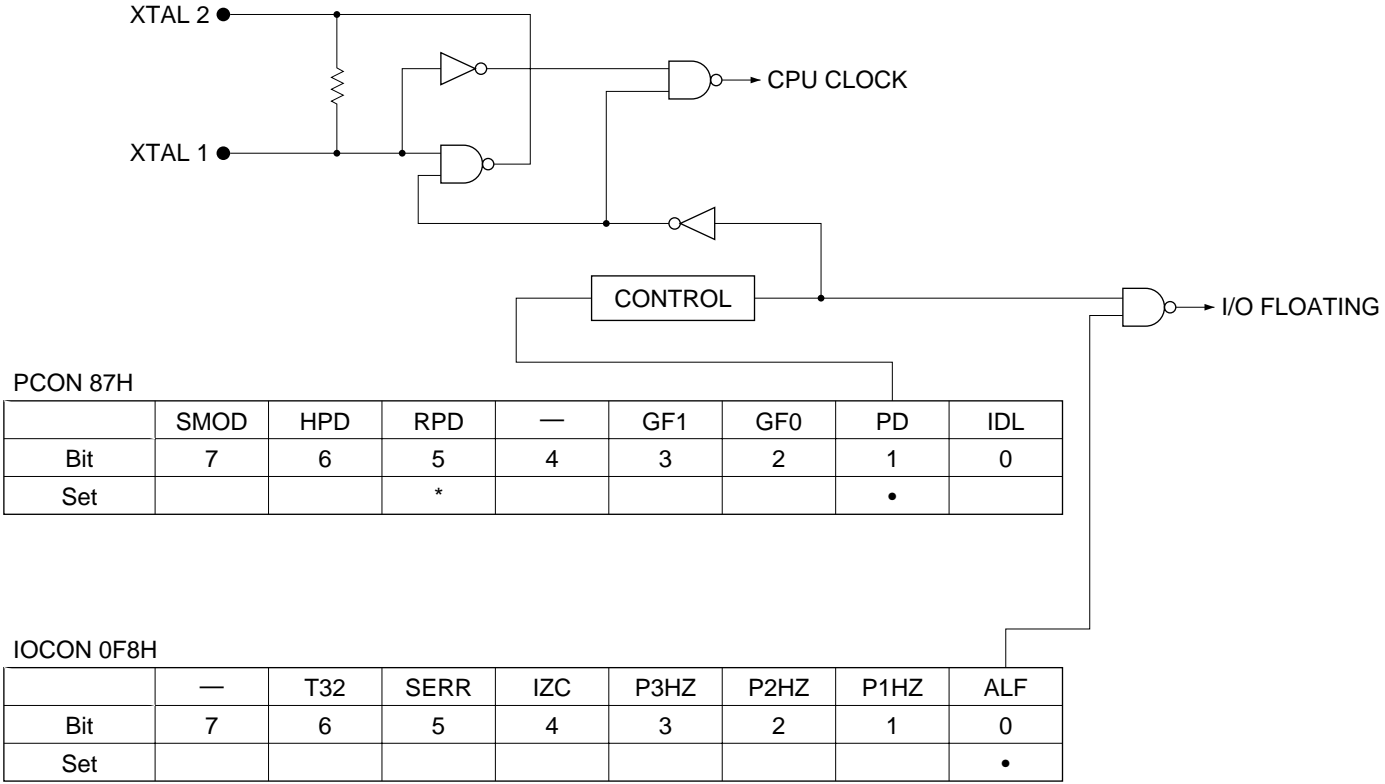 XTAL 2
CPU CLOCK
XTAL 1
CONTROL
I/O FLOATING
PCON 87H
SMOD HPD RPD — GF1 GF0 PD IDL
Bit 7 6 5 4 3 2 1 0
Set * •
IOCON 0F8H
— T32 SERR IZC P3HZ P2HZ P1HZ ALF
Bit 7 6 5 4 3 2 1 0
Set •